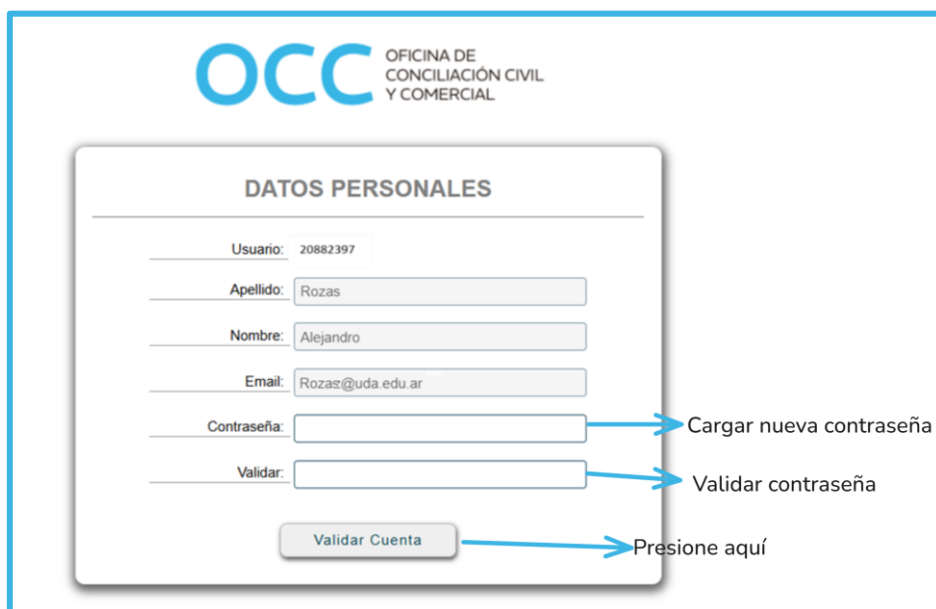 OCC
OFICINA DE
CONCILIACIÓN CIVIL
Y COMERCIAL
DATOS PERSONALES
Usuario: 20882397
Apellido: Rozas
Nombre: Alejandro
Email: Rozas@uda.edu.ar
Contraseña: Cargar nueva contraseña
Validar: Validar contraseña
Validar Cuenta Presione aquí